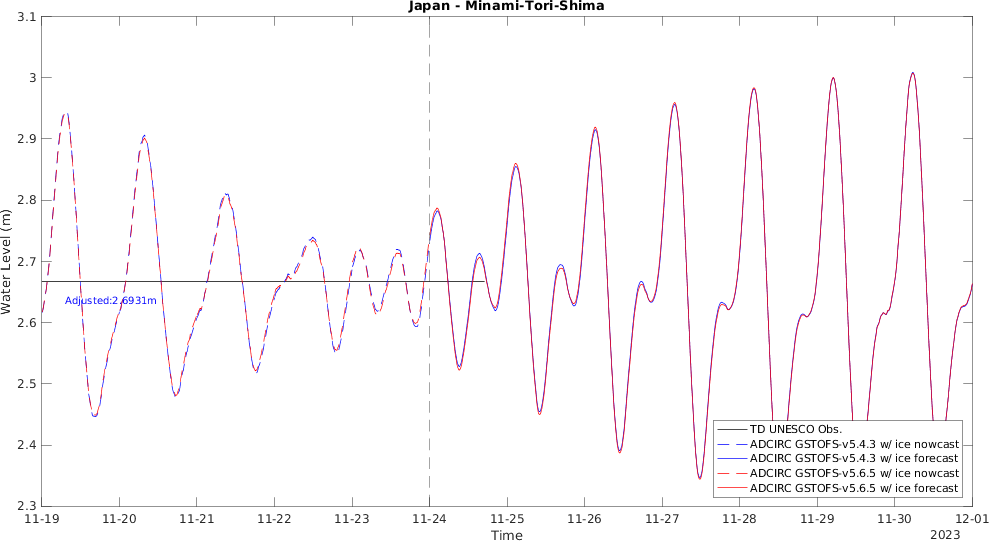 Japan - Minami-Tori-Shima
Water Level (m)
3.1
3
2.9
2.8
2.7
2.6
2.5
2.4
2.3
Adjusted:2.6931m
TD UNESCO Obs.
ADCIRC GSTOFS-v5.4.3 w/ ice nowcast
ADCIRC GSTOFS-v5.4.3 w/ ice forecast
ADCIRC GSTOFS-v5.6.5 w/ ice nowcast
ADCIRC GSTOFS-v5.6.5 w/ ice forecast
11-19 11-20 11-21 11-22 11-23 11-24 11-25 11-26 11-27 11-28 11-29 11-30 12-01
Time
2023